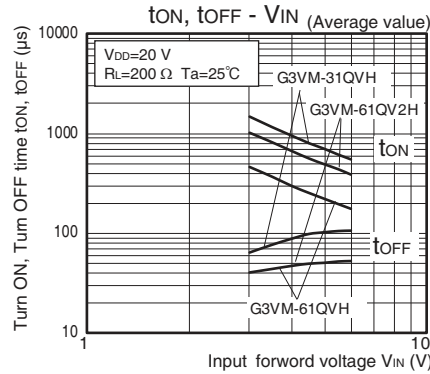 tON, tOFF - VIN (Average value)
Turn ON, Turn OFF time tON, tOFF (µs)
10000
VDD=20 V
RL=200 Ω Ta=25℃
G3VM-31QVH
G3VM-61QV2H
1000
tON
100
tOFF
G3VM-61QVH
10
1
10
Input forword voltage VIN (V)